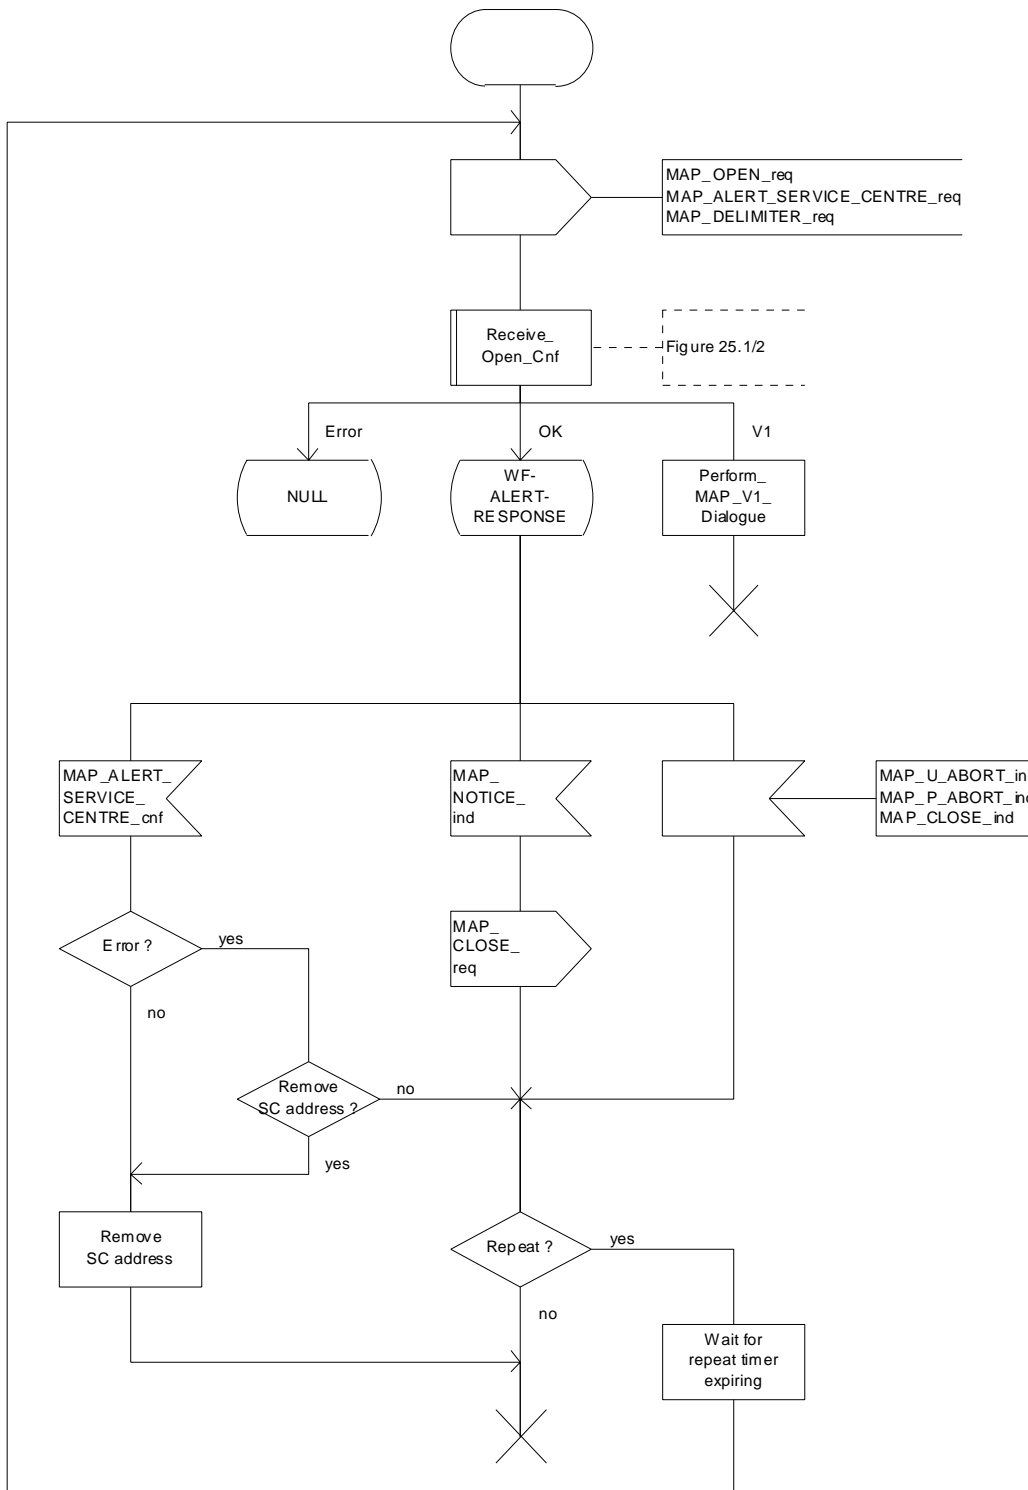 MAP_OPEN_req
MAP_ALERT_SERVICE_CENTRE_req
MAP_DELIMITER_req
Receive_
Open_Cnf
Figure 25.1/2
Error
OK
V1
NULL
WF-
ALERT-
RESPONSE
Perform_
MAP_V1_
Dialogue
MAP_ALERT_
SERVICE_
CENTRE_cnf
MAP_
NOTICE_
ind
MAP_U_ABORT_in
MAP_P_ABORT_ind
MAP_CLOSE_ind
Error ?
yes
MAP_
CLOSE_
req
no
Remove
SC address ?
no
yes
Remove
SC address
Repeat ?
yes
no
Wait for
repeat timer
expiring